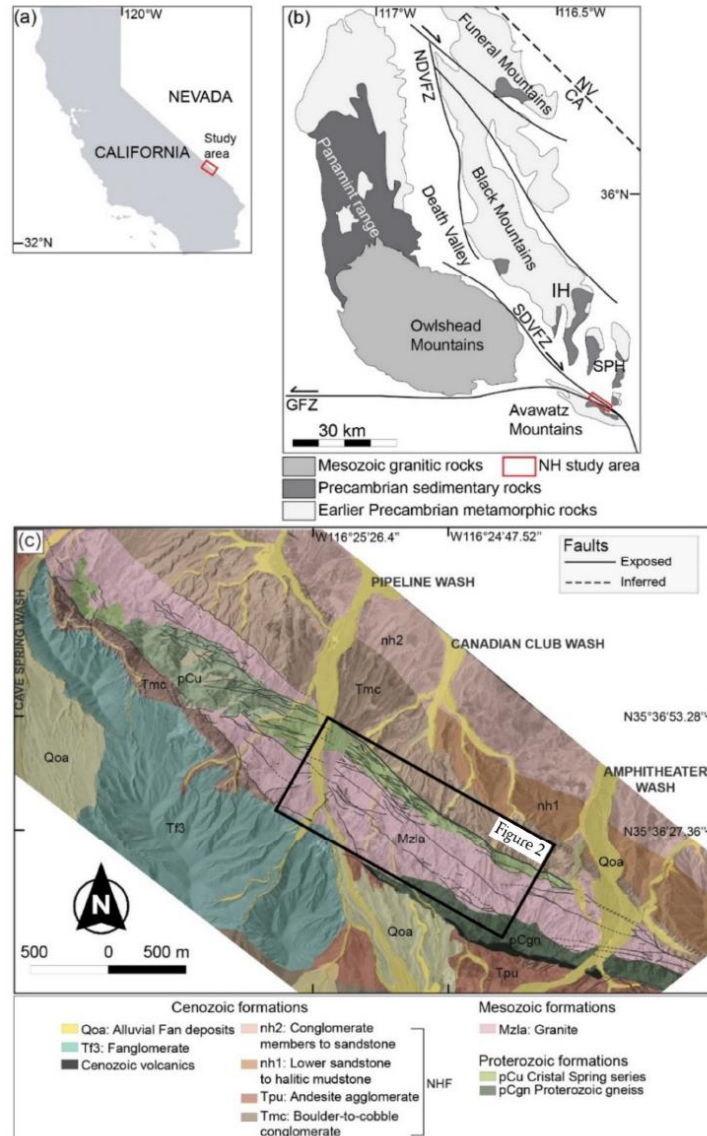 (a)
120°W
NEVADA
CALIFORNIA
Study
area
32°N
(b)
117°W
116.5°W
Funeral Mountains
NV
CA
NDVFZ
36°N
Panamint range
Death Valley
Black Mountains
IH
SDVFZ
Owlshead
Mountains
SPH
GFZ
Avawatz
Mountains
30 km
Mesozoic granitic rocks
NH study area
Precambrian sedimentary rocks
Earlier Precambrian metamorphic rocks
(c)
W116°25'26.4"
W116°24'47.52"
Faults
Exposed
Inferred
PIPELINE WASH
CAVE SPRING WASH
nh2
CANADIAN CLUB WASH
pCu
Tmc
Tmc
N35°36'53.28"
Qoa
AMPHITHEATER
WASH
nh1
Tf3
N35°36'27.36"
Figure 2
Mzla
Qoa
N
Qoa
pCgn
500 0 500 m
Tpu
Cenozoic formations
Qoa: Alluvial Fan deposits
Tf3: Fanglomerate
Cenozoic volcanics
nh2: Conglomerate
members to sandstone
nh1: Lower sandstone
to halitic mudstone
Tpu: Andesite agglomerate
Tmc: Boulder-to-cobble
conglomerate
NHF
Mesozoic formations
Mzla: Granite
Proterozoic formations
pCu Cristal Spring series
pCgn Proterozoic gneiss